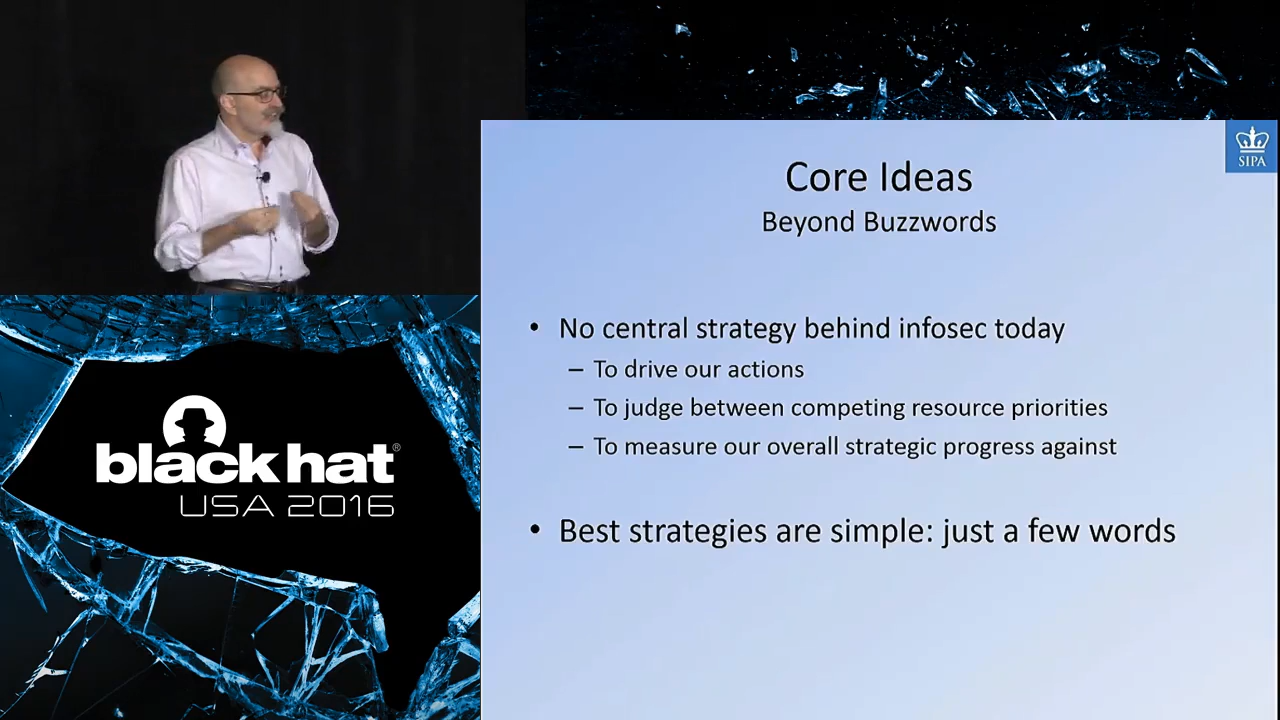 SIPA
Core Ideas
Beyond Buzzwords
• No central strategy behind infosec today
– To drive our actions
– To judge between competing resource priorities
– To measure our overall strategic progress against
• Best strategies are simple: just a few words
black hat®
USA 2016